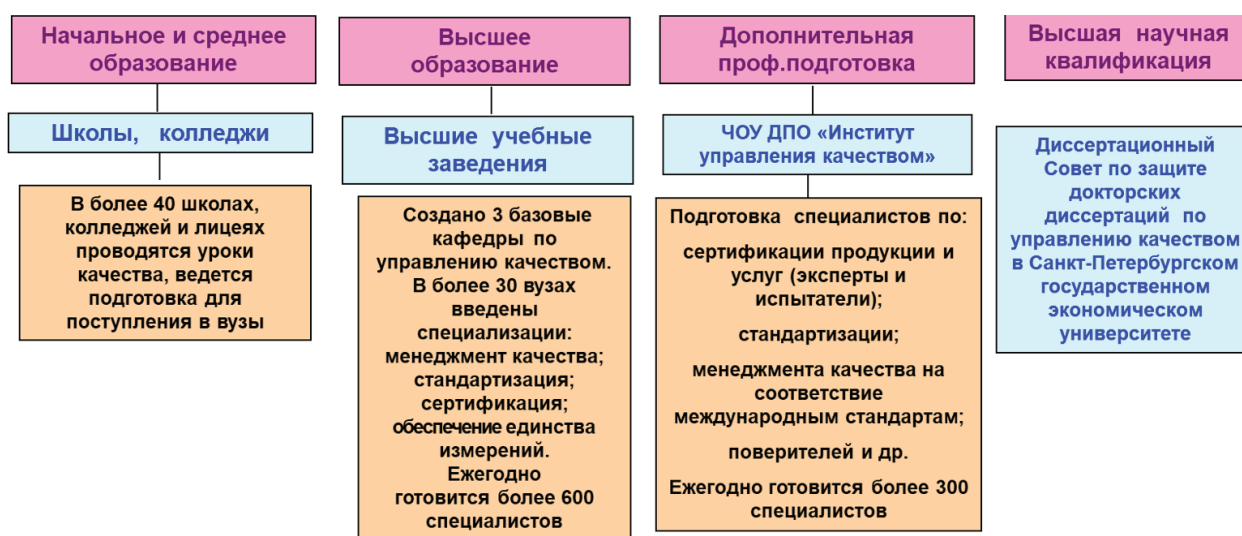 Начальное и среднее
образование
Школы, колледжи
В более 40 школах,
колледжей и лицеях
проводятся уроки
качества, ведется
подготовка для
поступления в вузы
Высшее
образование
Высшие учебные
заведения
Создано 3 базовые
кафедры по
управлению качеством.
В более 30 вузах
введены
специализации:
менеджмент качества;
стандартизация;
сертификация;
обеспечение единства
измерений.
Ежегодно
готовится более 600
специалистов
Дополнительная
проф.подготовка
ЧОУ ДПО «Институт
управления качеством»
Подготовка специалистов по:
сертификации продукции и
услуг (эксперты и
испытатели);
стандартизации;
менеджмента качества на
соответствие
международным стандартам;
поверителей и др.
Ежегодно готовится более 300
специалистов
Высшая научная
квалификация
Диссертационный
Совет по защите
докторских
диссертаций по
управлению качеством
в Санкт-Петербургском
государственном
экономическом
университете